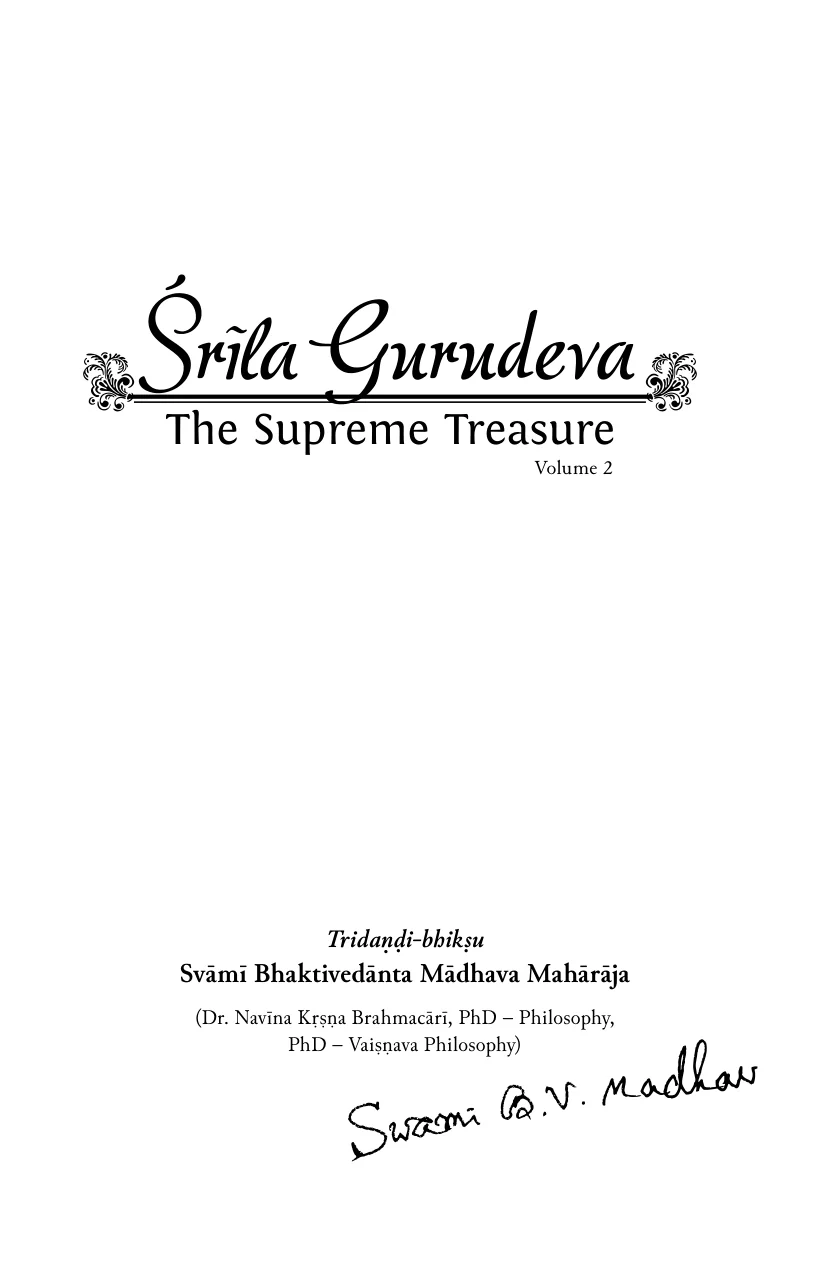 Śrīla Gurudeva
The Supreme Treasure
Volume 2
Tridaṇḍi-bhikṣu
Svāmī Bhaktivedānta Mādhava Mahārāja
(Dr. Navīna Kṛṣṇa Brahmacārī, PhD – Philosophy,
PhD – Vaiṣṇava Philosophy)
Swami B.V. Madhav